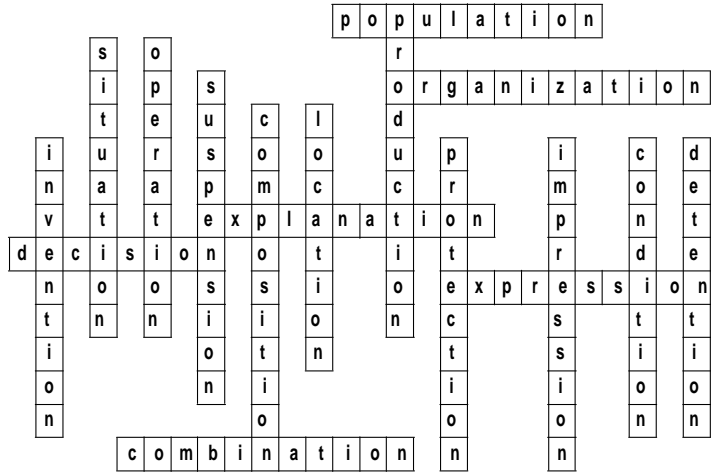 population
production
situation
operation
suspension
organization
composition
location
invention
protection
impression
condition
detention
explanation
decision
expression
combination